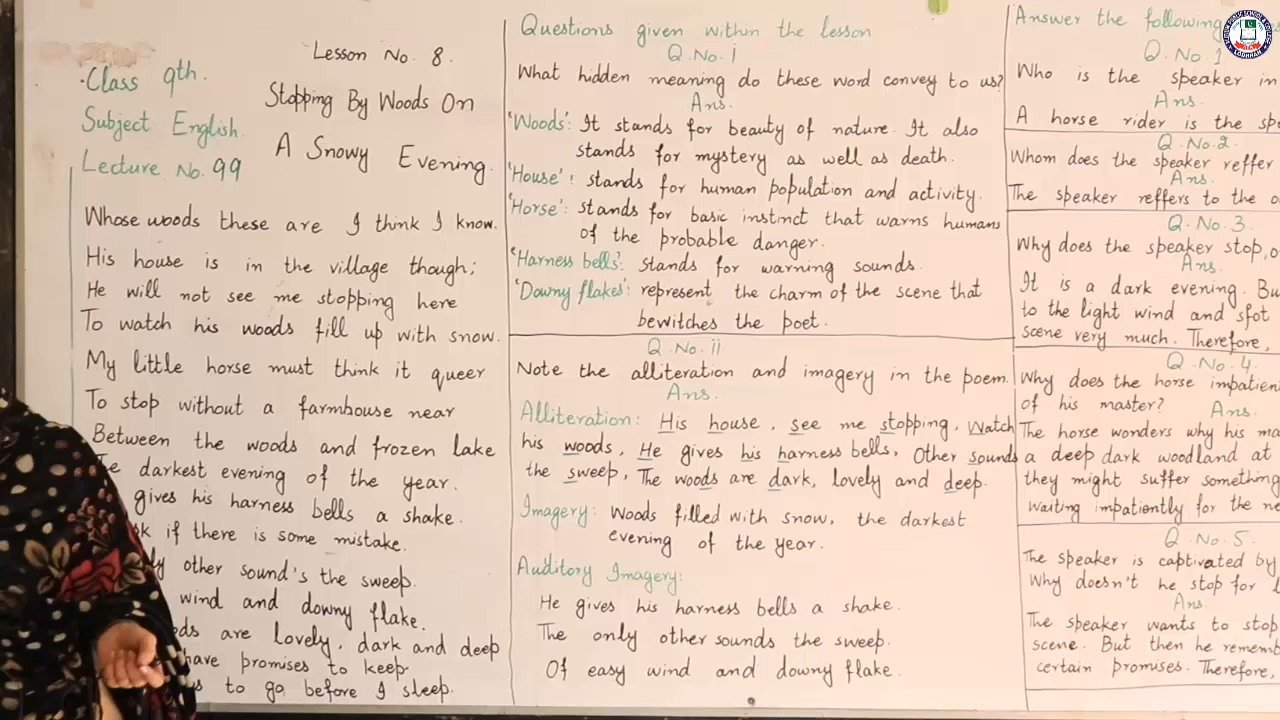 Class 9th.
Subject English.
Lecture No. 99
Lesson No. 8.
Stopping By Woods On
A Snowy Evening.
Whose woods these are I think I know.
His house is in the village though;
He will not see me stopping here
To watch his woods fill up with snow.
My little horse must think it queer
To stop without a farmhouse near
Between the woods and frozen lake
darkest evening of the year.
gives his harness bells a shake.
if there is some mistake.
other sound's the sweep.
wind and downy flake.
are lovely, dark and deep
have promises to keep
to go before I sleep.
Questions given within the lesson
Q. No. i
What hidden meaning do these word convey to us?
Ans.
'Woods': It stands for beauty of nature. It also
stands for mystery as well as death.
'House': stands for human population and activity.
'Horse': stands for basic instinct that warns humans
of the probable danger.
'Harness bells': stands for warning sounds.
'Downy flakes': represent the charm of the scene that
bewitches the poet.
Q. No. ii
Note the alliteration and imagery in the poem.
Ans.
Alliteration: His house, see me stopping, Watch
his woods, He gives his harness bells, Other sounds
the sweep, The woods are dark, lovely and deep.
Imagery: Woods filled with snow, the darkest
evening of the year.
Auditory Imagery:
He gives his harness bells a shake.
The only other sounds the sweep.
Of easy wind and downy flake.
Answer the following
Q. No. 1
Who is the speaker in
Ans.
A horse rider is the
Q. No. 2
Whom does the speaker reffer
Ans.
The speaker reffers to the
Q. No. 3
Why does the speaker stop,
Ans.
It is a dark evening. But
to the light wind and sfot
scene very much. Therefore,
Q. No. 4
Why does the horse
of his master? Ans.
The horse wonders why his
a deep dark woodland at
they might suffer something
waiting impatiently for the
Q. No. 5
The speaker is captivated by
Why doesn't he stop for
Ans.
The speaker wants to stop
scene. But then he
certain promises. Therefore,